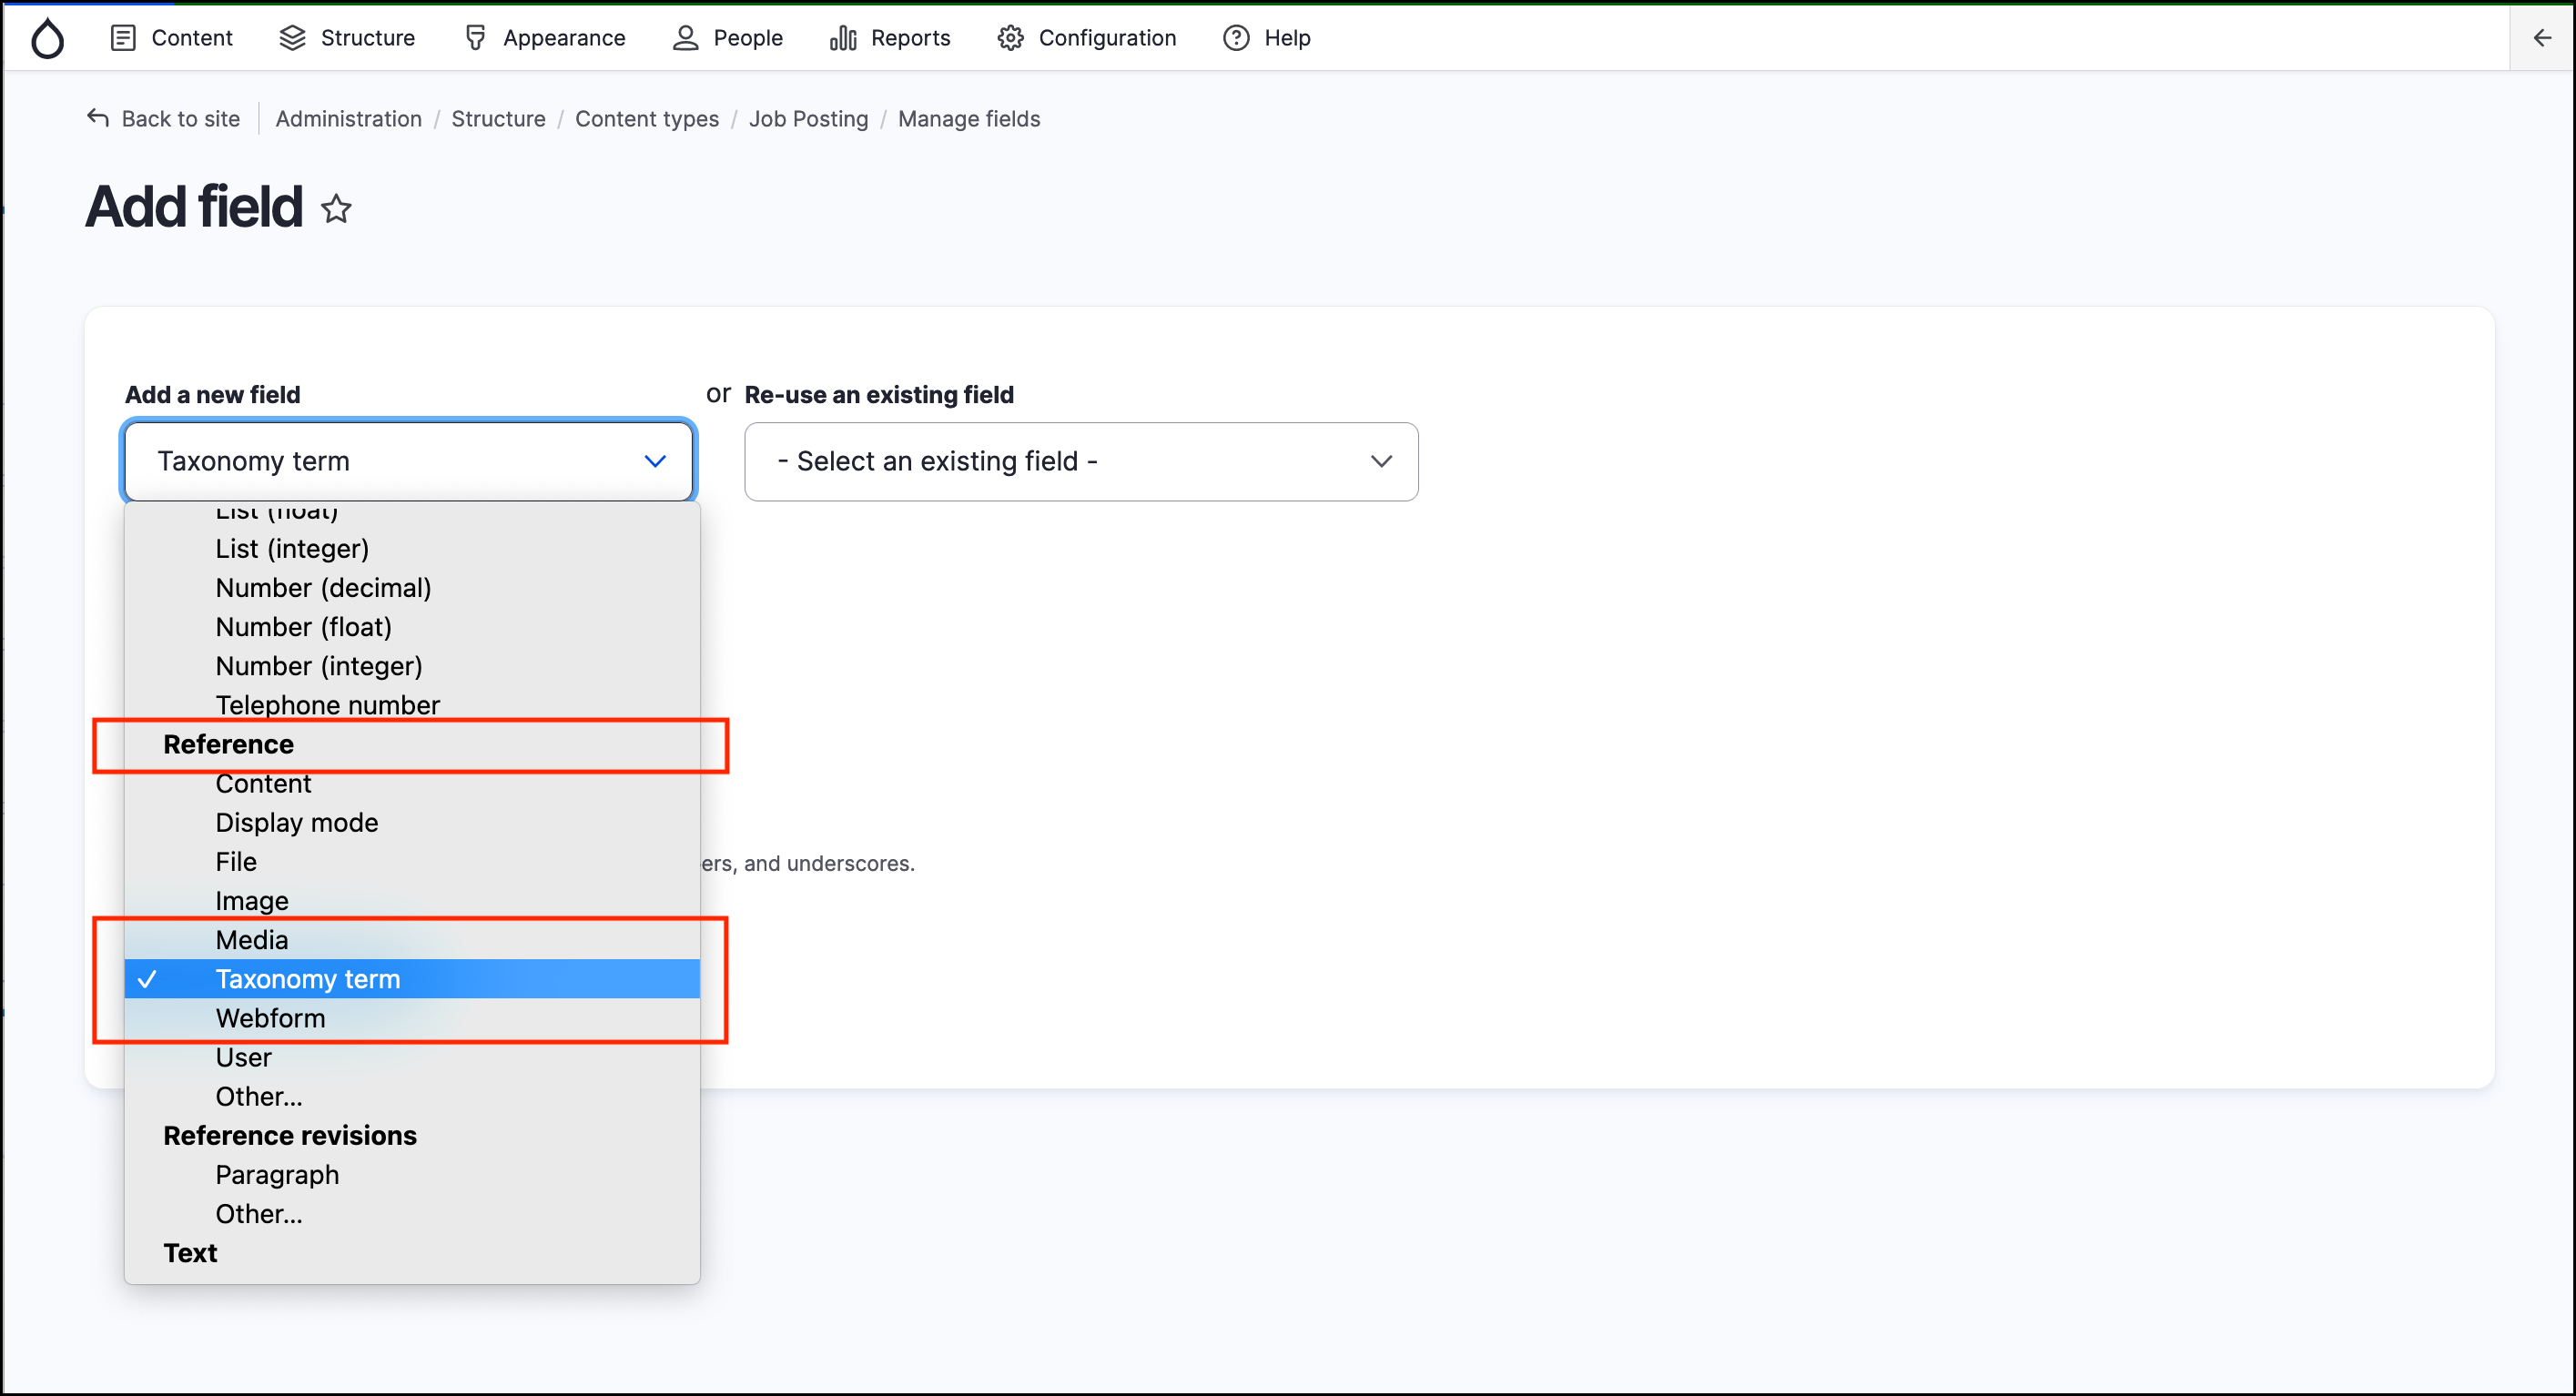 Content Structure Appearance People Reports Configuration Help
Back to site Administration / Structure / Content types / Job Posting / Manage fields
Add field
Add a new field or Re-use an existing field
Taxonomy term - Select an existing field -
List (float)
List (integer)
Number (decimal)
Number (float)
Number (integer)
Telephone number
Reference
Content
Display mode
File
ers, and underscores.
Image
Media
Taxonomy term
Webform
User
Other...
Reference revisions
Paragraph
Other...
Text